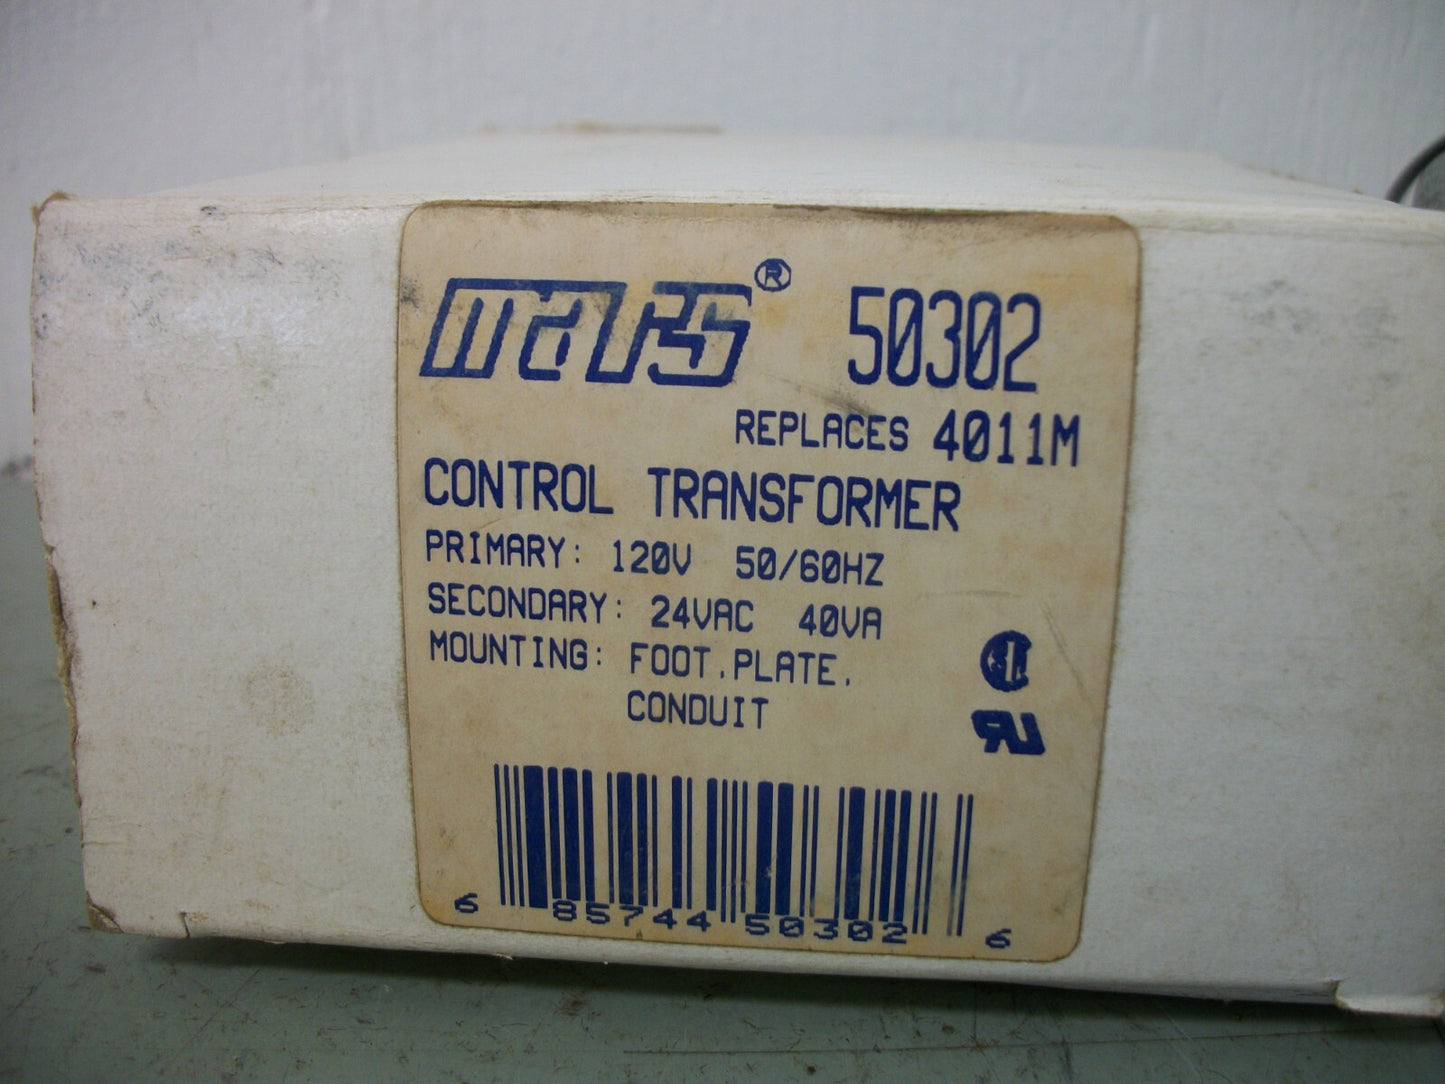 mars® 50302
REPLACES 4011M
CONTROL TRANSFORMER
PRIMARY: 120V 50/60HZ
SECONDARY: 24VAC 40VA
MOUNTING: FOOT, PLATE,
CONDUIT
6 85744 50302 6